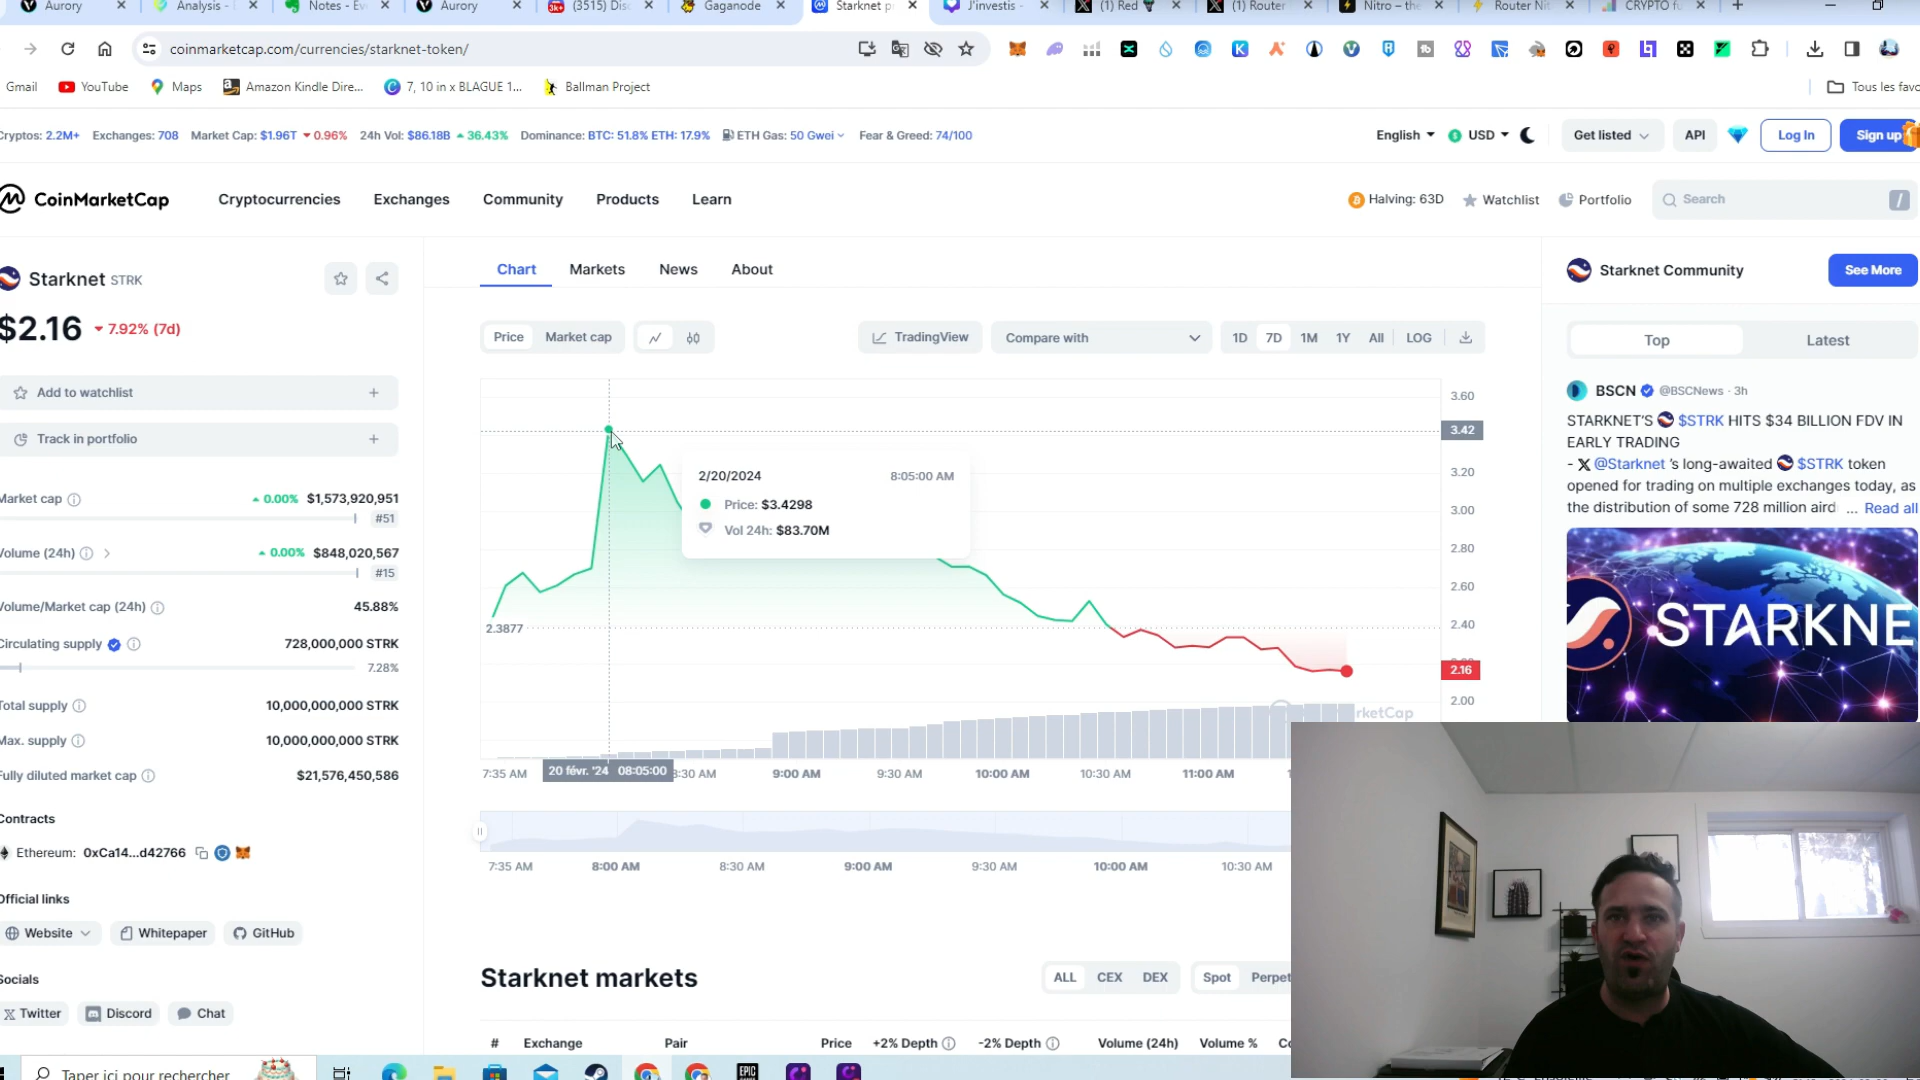 Aurory
Analysis -
Notes - Eve
Aurory
(3515) Disc
Gaganode
Starknet p
J'investis -
(1) Red
(1) Router
Nitro – the
Router Nit
CRYPTO fu
coinmarketcap.com/currencies/starknet-token/
Gmail
YouTube
Maps
Amazon Kindle Dire...
7, 10 in x BLAGUE 1...
Ballman Project
Tous les favo
Cryptos: 2.2M+ Exchanges: 708 Market Cap: $1.96T 0.96% 24h Vol: $86.18B 36.43% Dominance: BTC: 51.8% ETH: 17.9% ETH Gas: 50 Gwei Fear & Greed: 74/100
English USD Get listed API Log In Sign up
CoinMarketCap Cryptocurrencies Exchanges Community Products Learn
Halving: 63D Watchlist Portfolio Search /
Starknet STRK
$2.16 7.92% (7d)
Add to watchlist +
Track in portfolio +
Market cap 0.00% $1,573,920,951
#51
Volume (24h) 0.00% $848,020,567
#15
Volume/Market cap (24h) 45.88%
Circulating supply 728,000,000 STRK
7.28%
Total supply 10,000,000,000 STRK
Max. supply 10,000,000,000 STRK
Fully diluted market cap $21,576,450,586
Contracts
Ethereum: 0xCa14...d42766
Official links
Website Whitepaper GitHub
Socials
Twitter Discord Chat
Chart Markets News About
Price Market cap TradingView Compare with 1D 7D 1M 1Y All LOG
3.60
3.42
3.20
3.00
2.80
2.60
2.40
2.16
2.00
2.3877
2/20/2024 8:05:00 AM
Price: $3.4298
Vol 24h: $83.70M
rketCap
7:35 AM 20 févr. '24 08:05:00 8:30 AM 9:00 AM 9:30 AM 10:00 AM 10:30 AM 11:00 AM
7:35 AM 8:00 AM 8:30 AM 9:00 AM 9:30 AM 10:00 AM 10:30 AM
Starknet markets
ALL CEX DEX Spot Perpet
# Exchange Pair Price +2% Depth -2% Depth Volume (24h) Volume % Co
Starknet Community See More
Top Latest
BSCN @BSCNews · 3h
STARKNET'S $STRK HITS $34 BILLION FDV IN
EARLY TRADING
- X @Starknet 's long-awaited $STRK token
opened for trading on multiple exchanges today, as
the distribution of some 728 million aird ... Read all
STARKNE
Taper ici pour rechercher
EPIC